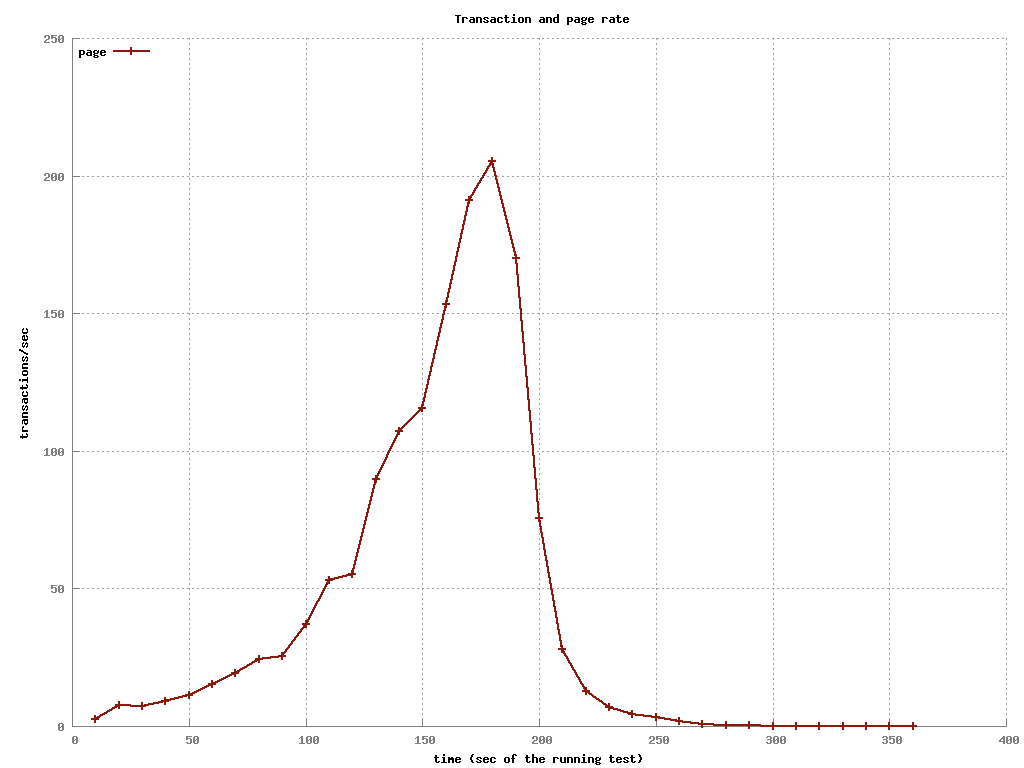 Transaction and page rate
250
page
200
150
transactions/sec
100
50
0
0 50 100 150 200 250 300 350 400
time (sec of the running test)